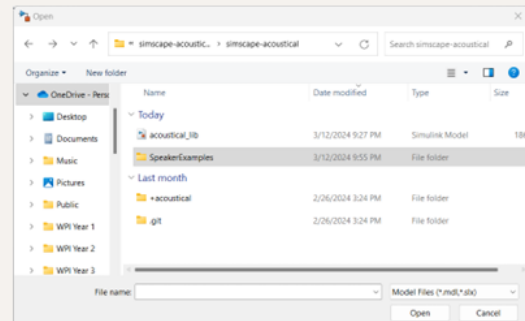 Open
« simscape-acoustic... > simscape-acoustical
Search simscape-acoustical
Organize
New folder
OneDrive - Perso
Desktop
Documents
Music
Pictures
Public
WPI Year 1
WPI Year 2
WPI Year 3
Name Date modified Type Size
Today
acoustical_lib 3/12/2024 9:27 PM Simulink Model 18
SpeakerExamples 3/12/2024 9:55 PM File folder
Last month
+acoustical 2/26/2024 3:24 PM File folder
.git 2/26/2024 3:24 PM File folder
File name:
Model Files (*.mdl,*.slx)
Open Cancel